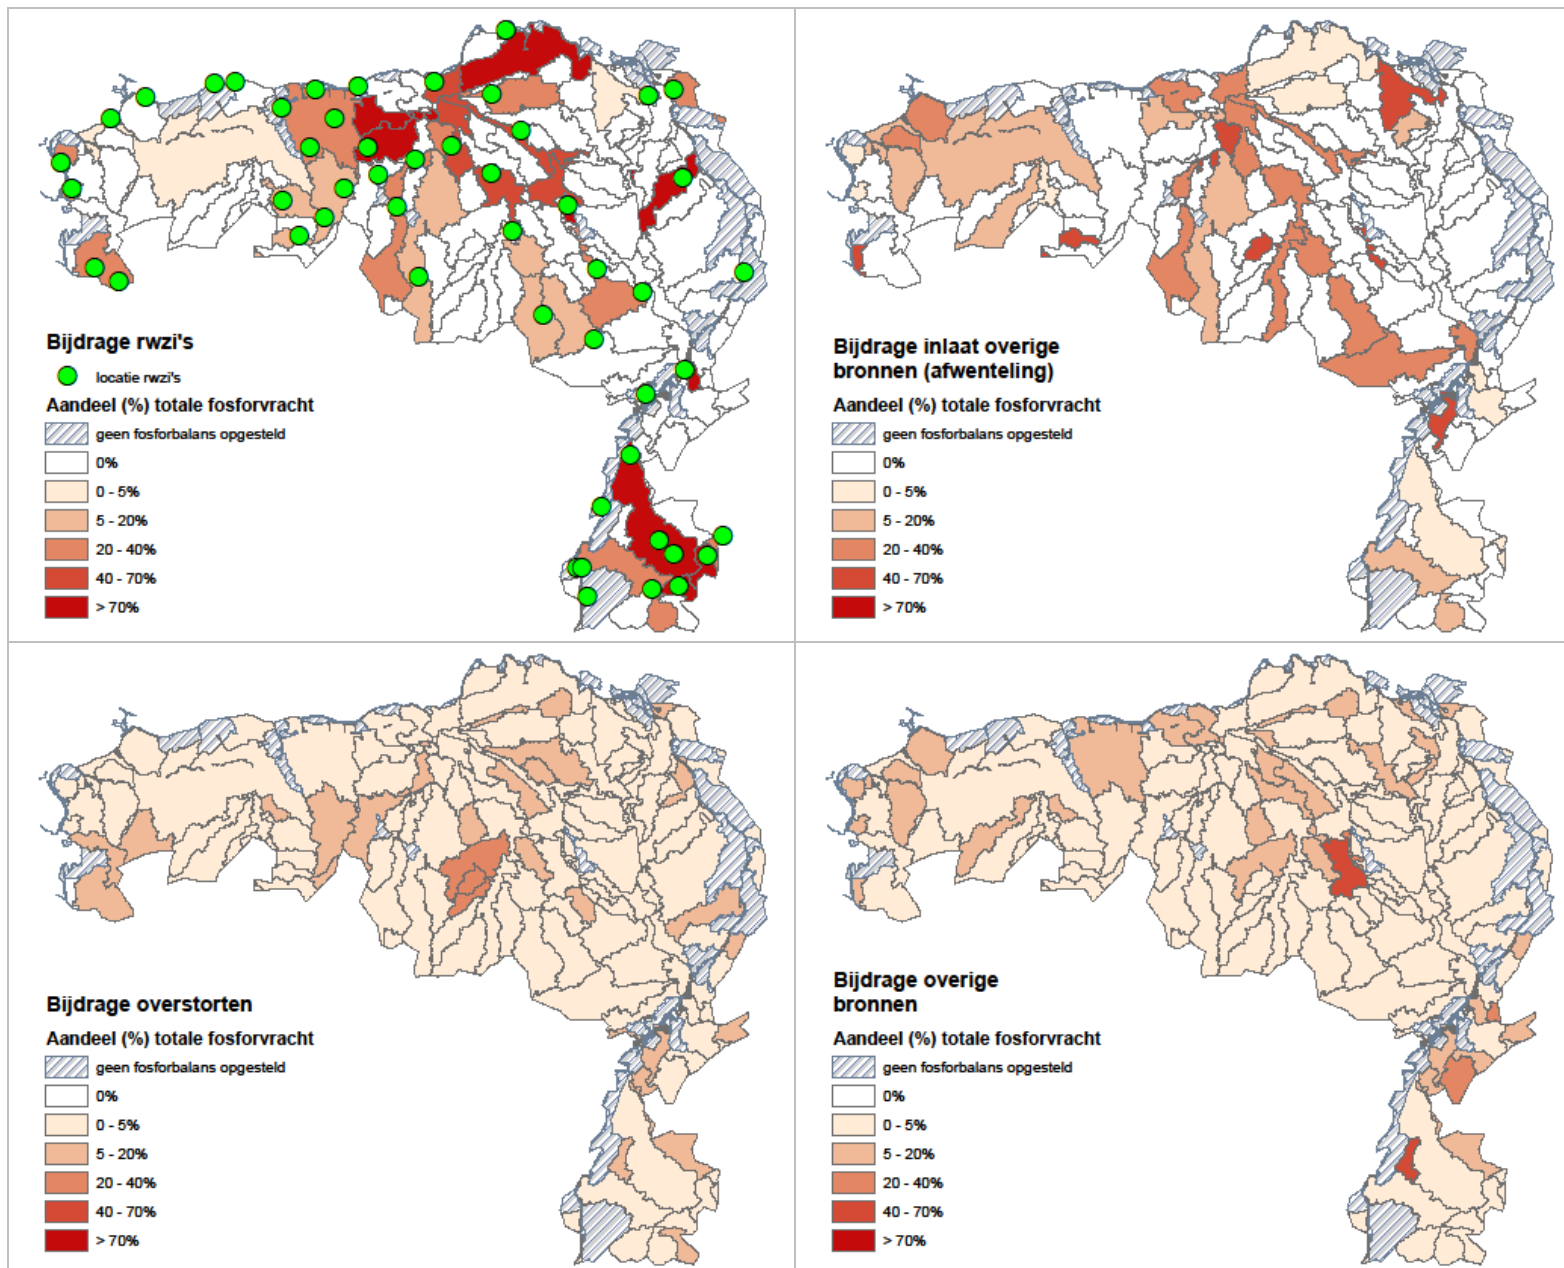 Bijdrage rwzi's
locatie rwzi's
Aandeel (%) totale fosforvracht
geen fosforbalans opgesteld
0%
0 - 5%
5 - 20%
20 - 40%
40 - 70%
> 70%
Bijdrage inlaat overige
bronnen (afwenteling)
Aandeel (%) totale fosforvracht
geen fosforbalans opgesteld
0%
0 - 5%
5 - 20%
20 - 40%
40 - 70%
> 70%
Bijdrage overstorten
Aandeel (%) totale fosforvracht
geen fosforbalans opgesteld
0%
0 - 5%
5 - 20%
20 - 40%
40 - 70%
> 70%
Bijdrage overige
bronnen
Aandeel (%) totale fosforvracht
geen fosforbalans opgesteld
0%
0 - 5%
5 - 20%
20 - 40%
40 - 70%
> 70%